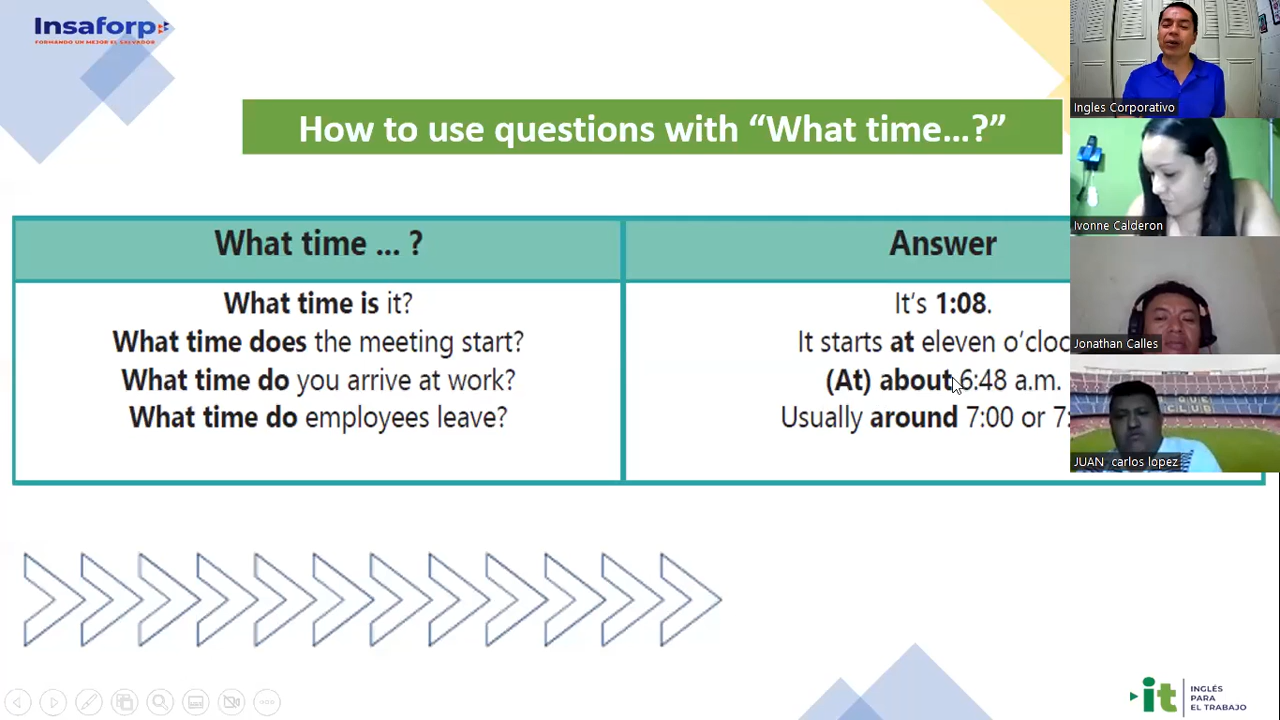 Insaforp
FORMANDO UN MEJOR EL SALVADOR
How to use questions with “What time...?”
What time ... ?
Answer
What time is it?
It’s 1:08.
What time does the meeting start?
It starts at eleven o’cloc
What time do you arrive at work?
(At) about 6:48 a.m.
What time do employees leave?
Usually around 7:00 or 7:
Ingles Corporativo
Ivonne Calderon
Jonathan Calles
JUAN carlos lopez
it
INGLÉS
PARA
EL TRABAJO